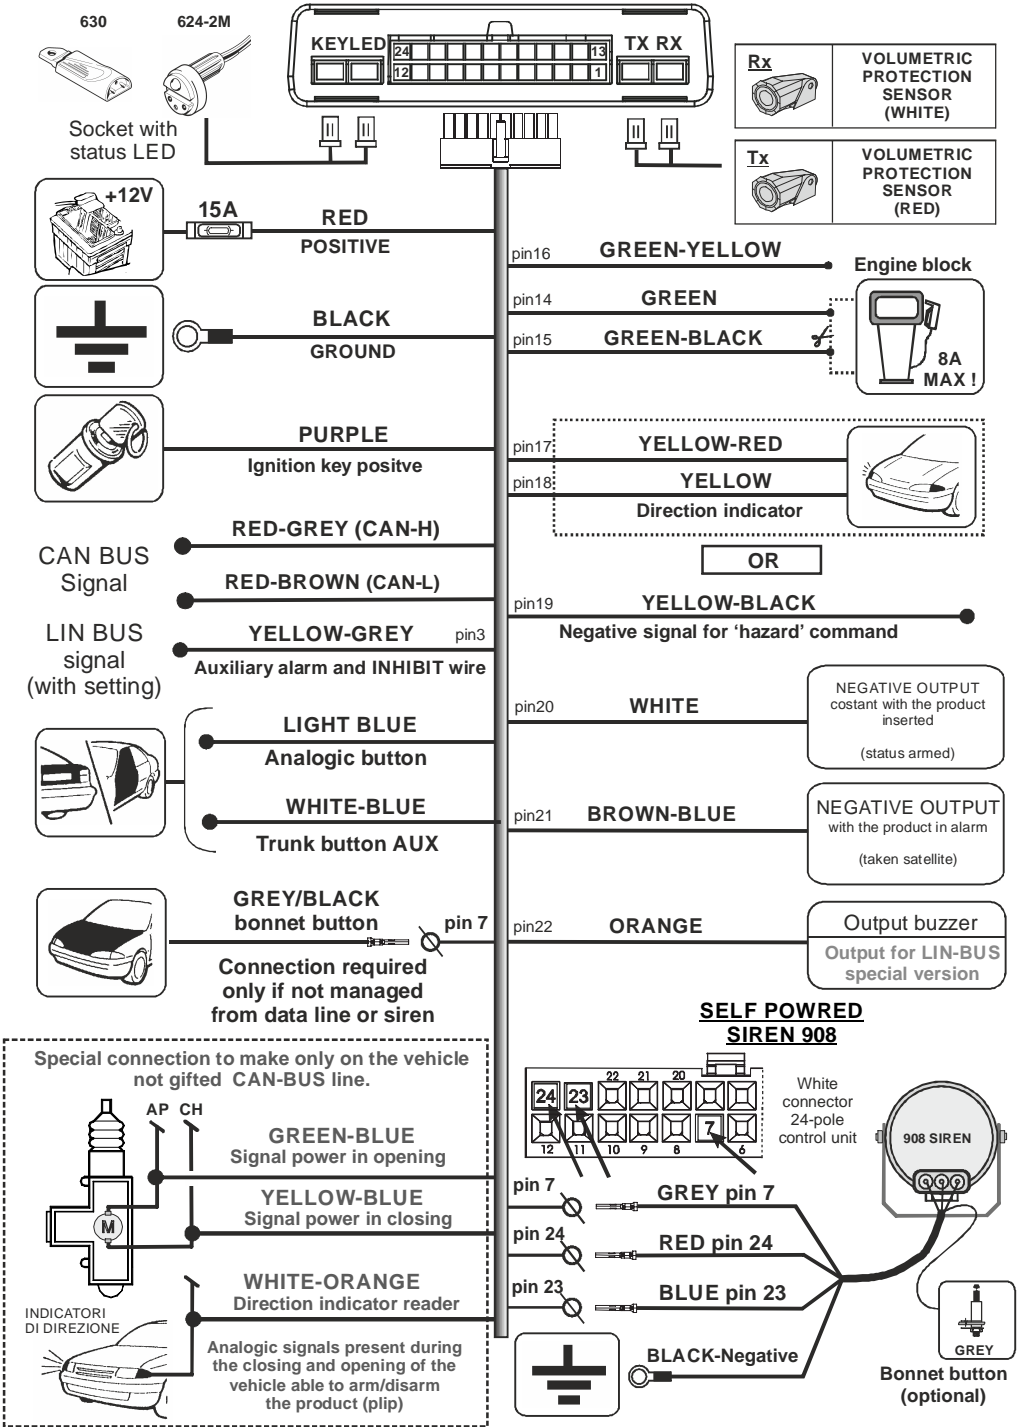 630
624-2M
KEY LED
24
13
12
1
TX RX
Rx
VOLUMETRIC
PROTECTION
SENSOR
(WHITE)
Tx
VOLUMETRIC
PROTECTION
SENSOR
(RED)
Socket with
status LED
+12V
15A
RED
POSITIVE
BLACK
GROUND
PURPLE
Ignition key positve
CAN BUS
Signal
RED-GREY (CAN-H)
RED-BROWN (CAN-L)
LIN BUS
signal
(with setting)
YELLOW-GREY
pin3
Auxiliary alarm and INHIBIT wire
LIGHT BLUE
Analogic button
WHITE-BLUE
Trunk button AUX
GREY/BLACK
bonnet button
pin 7
Connection required
only if not managed
from data line or siren
pin16
GREEN-YELLOW
Engine block
pin14
GREEN
pin15
GREEN-BLACK
8A
MAX !
pin17
YELLOW-RED
pin18
YELLOW
Direction indicator
OR
pin19
YELLOW-BLACK
Negative signal for ‘hazard’ command
pin20
WHITE
NEGATIVE OUTPUT
costant with the product
inserted
(status armed)
pin21
BROWN-BLUE
NEGATIVE OUTPUT
with the product in alarm
(taken satellite)
pin22
ORANGE
Output buzzer
Output for LIN-BUS
special version
Special connection to make only on the vehicle
not gifted CAN-BUS line.
AP
CH
GREEN-BLUE
Signal power in opening
YELLOW-BLUE
Signal power in closing
M
WHITE-ORANGE
Direction indicator reader
INDICATORI
DI DIREZIONE
Analogic signals present during
the closing and opening of the
vehicle able to arm/disarm
the product (plip)
SELF POWRED
SIREN 908
22
21
20
24
23
7
12
11
10
9
8
6
White
connector
24-pole
control unit
908 SIREN
pin 7
GREY pin 7
pin 24
RED pin 24
pin 23
BLUE pin 23
BLACK-Negative
GREY
Bonnet button
(optional)